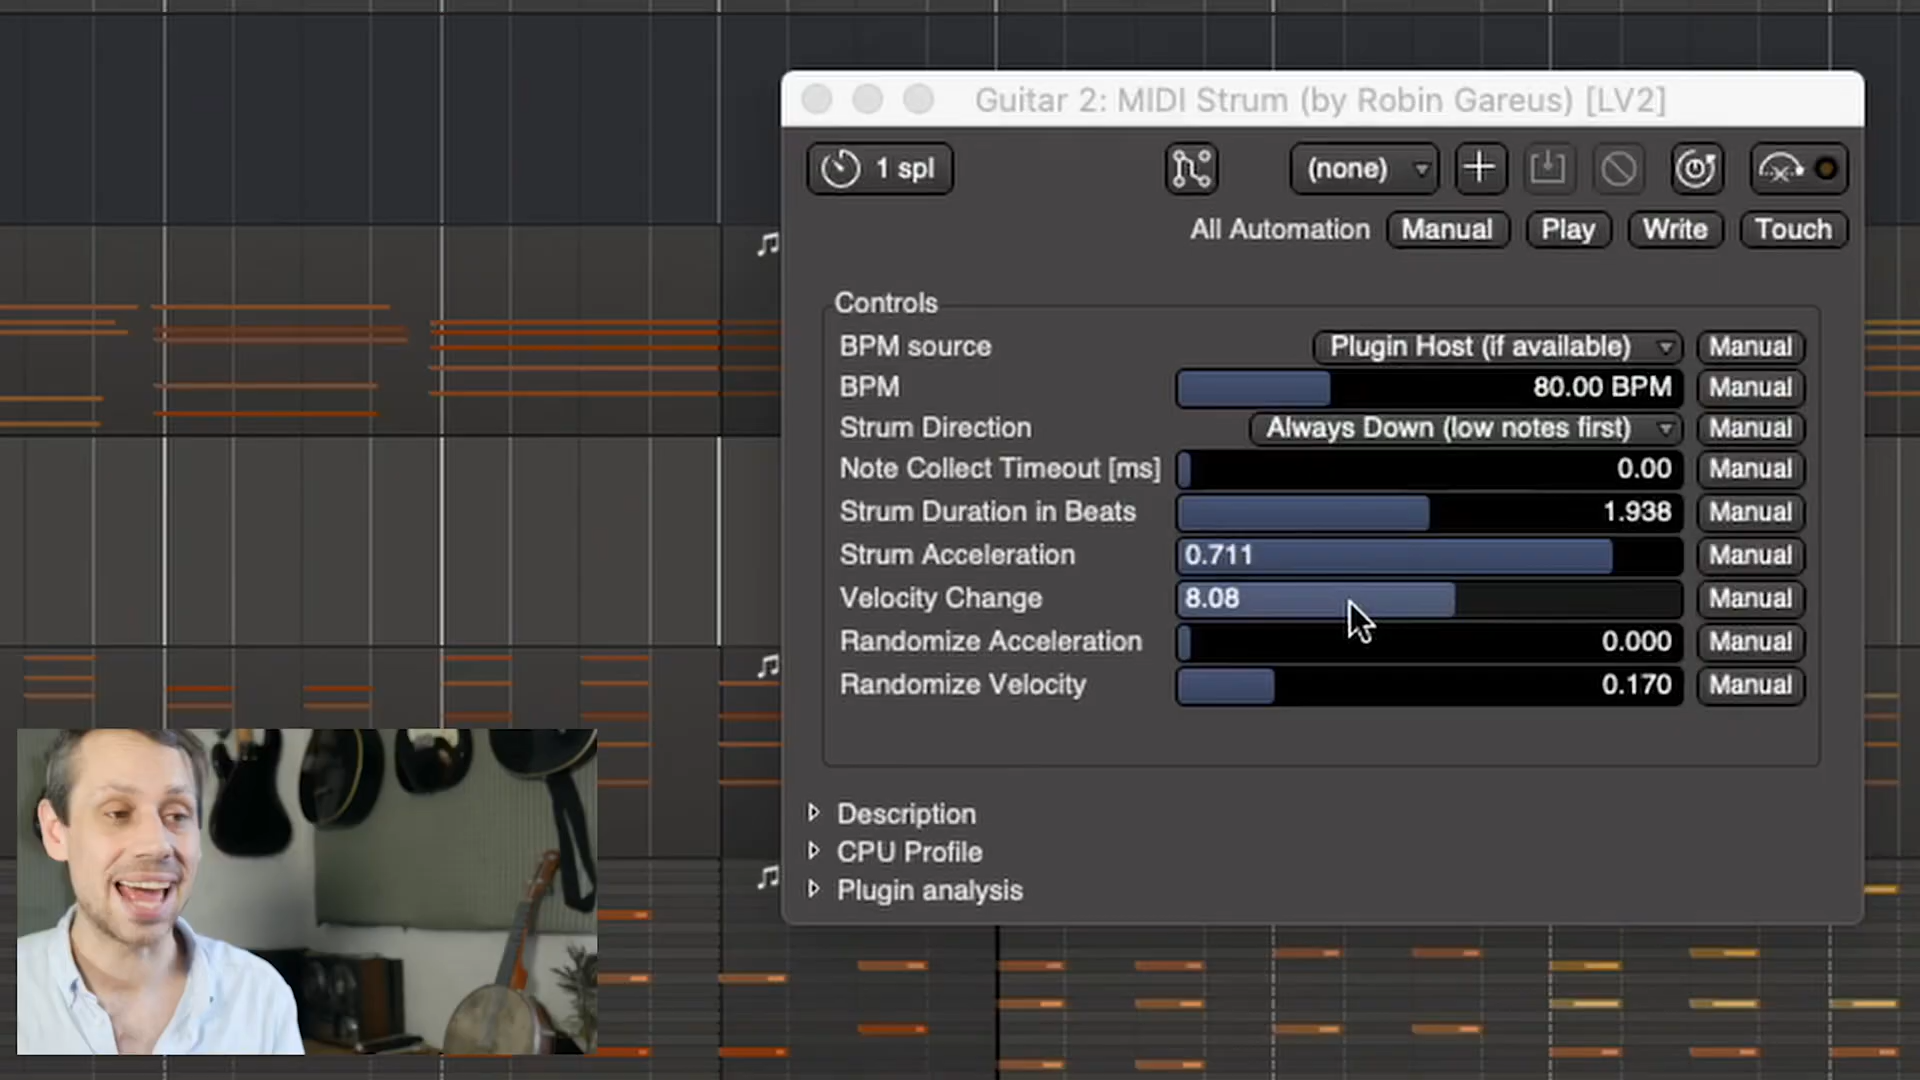 Guitar 2: MIDI Strum (by Robin Gareus) [LV2]
1 spl (none)
All Automation Manual Play Write Touch
Controls
BPM source Plugin Host (if available) Manual
BPM 80.00 BPM Manual
Strum Direction Always Down (low notes first) Manual
Note Collect Timeout [ms] 0.00 Manual
Strum Duration in Beats 1.938 Manual
Strum Acceleration 0.711 Manual
Velocity Change 8.08 Manual
Randomize Acceleration 0.000 Manual
Randomize Velocity 0.170 Manual
Description
CPU Profile
Plugin analysis